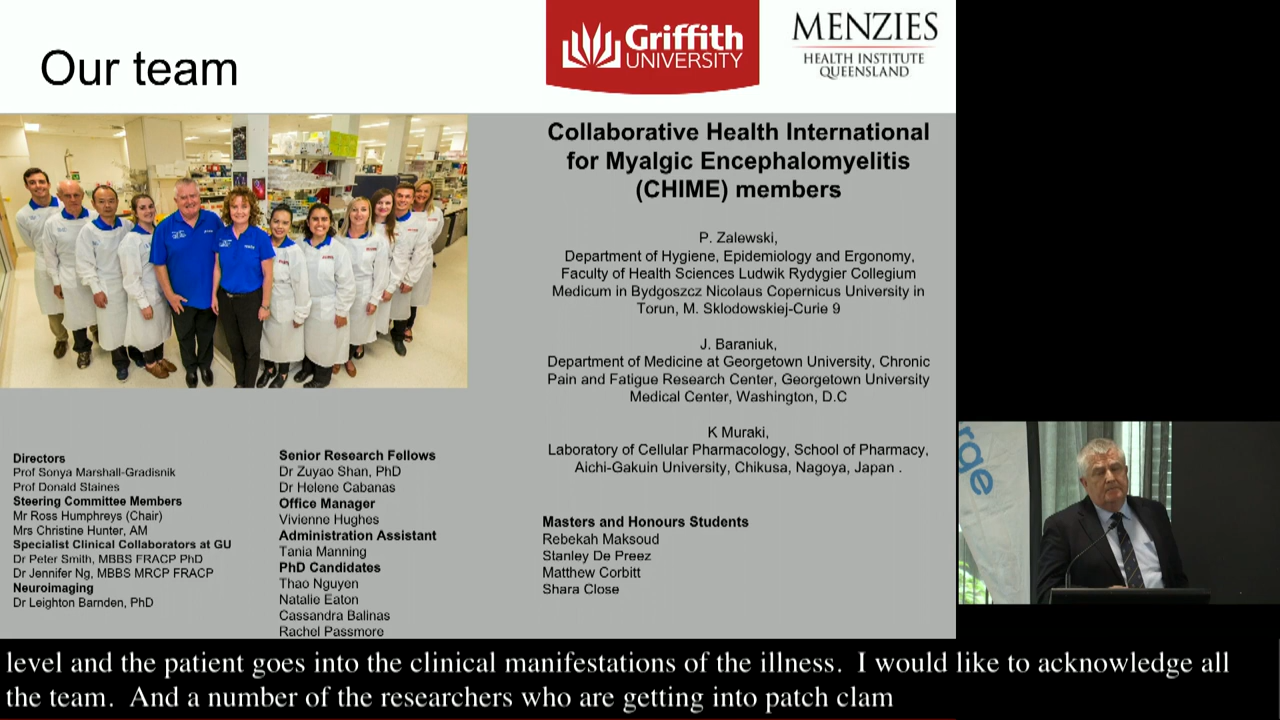 Our team
Griffith
UNIVERSITY
MENZIES
HEALTH INSTITUTE
QUEENSLAND
Collaborative Health International
for Myalgic Encephalomyelitis
(CHIME) members
P. Zalewski,
Department of Hygiene, Epidemiology and Ergonomy,
Faculty of Health Sciences Ludwik Rydygier Collegium
Medicum in Bydgoszcz Nicolaus Copernicus University in
Torun, M. Sklodowskiej-Curie 9
J. Baraniuk,
Department of Medicine at Georgetown University, Chronic
Pain and Fatigue Research Center, Georgetown University
Medical Center, Washington, D.C
K Muraki,
Laboratory of Cellular Pharmacology, School of Pharmacy,
Aichi-Gakuin University, Chikusa, Nagoya, Japan .
Directors
Prof Sonya Marshall-Gradisnik
Prof Donald Staines
Steering Committee Members
Mr Ross Humphreys (Chair)
Mrs Christine Hunter, AM
Specialist Clinical Collaborators at GU
Dr Peter Smith, MBBS FRACP PhD
Dr Jennifer Ng, MBBS MRCP FRACP
Neuroimaging
Dr Leighton Barnden, PhD
Senior Research Fellows
Dr Zuyao Shan, PhD
Dr Helene Cabanas
Office Manager
Vivienne Hughes
Administration Assistant
Tania Manning
PhD Candidates
Thao Nguyen
Natalie Eaton
Cassandra Balinas
Rachel Passmore
Masters and Honours Students
Rebekah Maksoud
Stanley De Preez
Matthew Corbitt
Shara Close
rge
level and the patient goes into the clinical manifestations of the illness.  I would like to acknowledge all
the team.  And a number of the researchers who are getting into patch clam